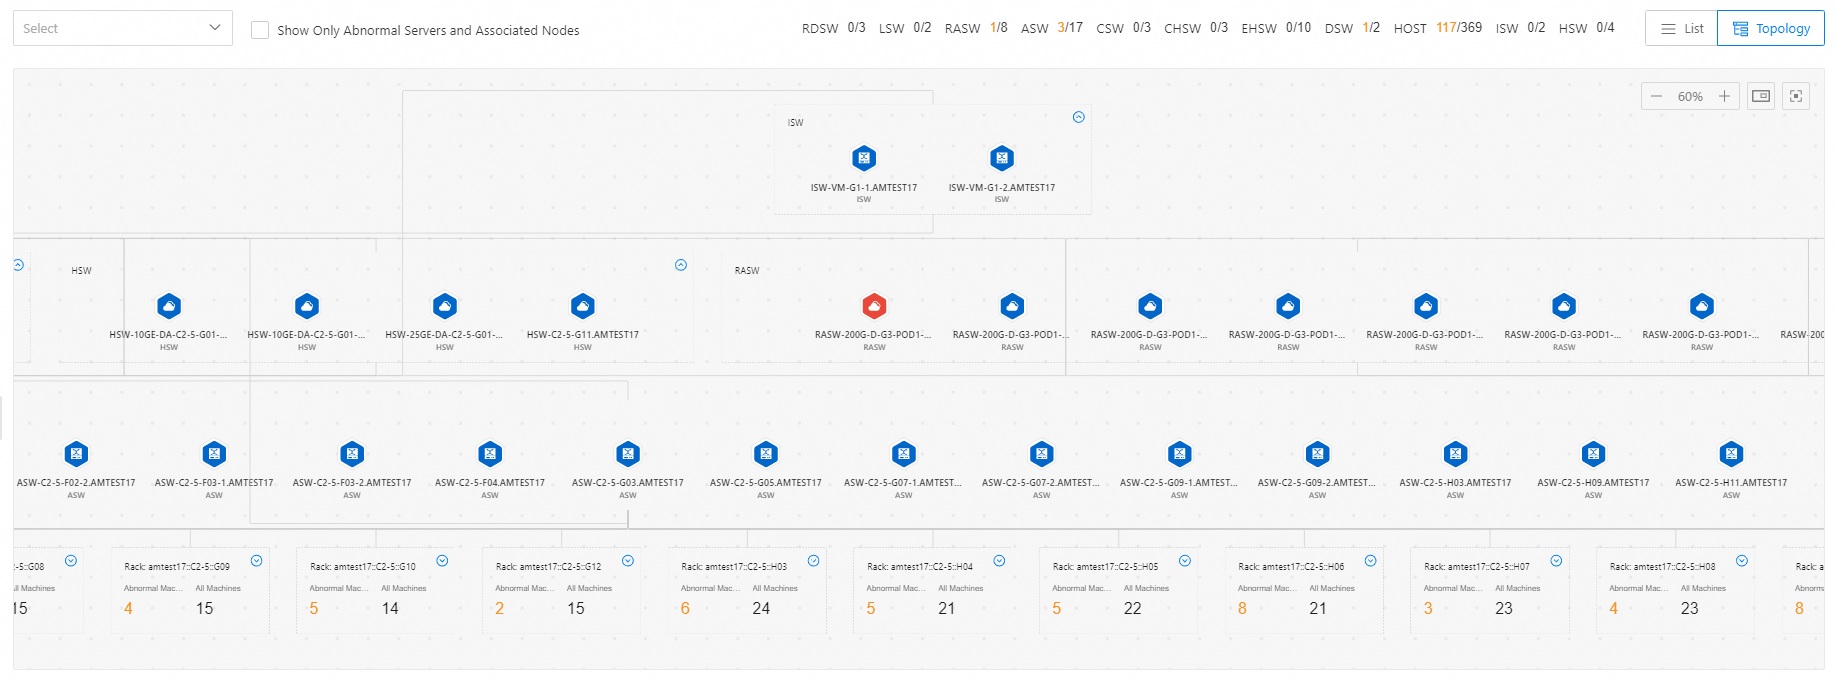 Select
Show Only Abnormal Servers and Associated Nodes
RDSW 0/3 LSW 0/2 RASW 1/8 ASW 3/17 CSW 0/3 CHSW 0/3 EHSW 0/10 DSW 1/2 HOST 117/369 ISW 0/2 HSW 0/4
List
Topology
60%
ISW
ISW-VM-G1-1.AMTEST17 ISW-VM-G1-2.AMTEST17
ISW ISW
HSW
RASW
HSW-10GE-DA-C2-5-G01-... HSW-10GE-DA-C2-5-G01-... HSW-25GE-DA-C2-5-G01-... HSW-C2-5-G11.AMTEST17 RASW-200G-D-G3-POD1-... RASW-200G-D-G3-POD1-... RASW-200G-D-G3-POD1-... RASW-200G-D-G3-POD1-... RASW-200G-D-G3-POD1-... RASW-200G-D-G3-POD1-... RASW-200G-D-G3-POD1-... RASW-200
HSW HSW HSW HSW RASW RASW RASW RASW RASW RASW RASW
ASW-C2-5-F02-2.AMTEST17 ASW-C2-5-F03-1.AMTEST17 ASW-C2-5-F03-2.AMTEST17 ASW-C2-5-F04.AMTEST17 ASW-C2-5-G03.AMTEST17 ASW-C2-5-G05.AMTEST17 ASW-C2-5-G07-1.AMTEST... ASW-C2-5-G07-2.AMTEST... ASW-C2-5-G09-1.AMTEST... ASW-C2-5-G09-2.AMTEST... ASW-C2-5-H03.AMTEST17 ASW-C2-5-H09.AMTEST17 ASW-C2-5-H11.AMTEST17
ASW ASW ASW ASW ASW ASW ASW ASW ASW ASW ASW ASW ASW
-5::G08 Rack: amtest17::C2-5::G09 Rack: amtest17::C2-5::G10 Rack: amtest17::C2-5::G12 Rack: amtest17::C2-5::H03 Rack: amtest17::C2-5::H04 Rack: amtest17::C2-5::H05 Rack: amtest17::C2-5::H06 Rack: amtest17::C2-5::H07 Rack: amtest17::C2-5::H08 Rack: a
ll Machines Abnormal Mac... All Machines Abnormal Mac... All Machines Abnormal Mac... All Machines Abnormal Mac... All Machines Abnormal Mac... All Machines Abnormal Mac... All Machines Abnormal Mac... All Machines Abnormal Mac... All Machines Abnormal Mac... All Machines Abnorma
15 4 15 5 14 2 15 6 24 5 21 5 22 8 21 3 23 4 23 8